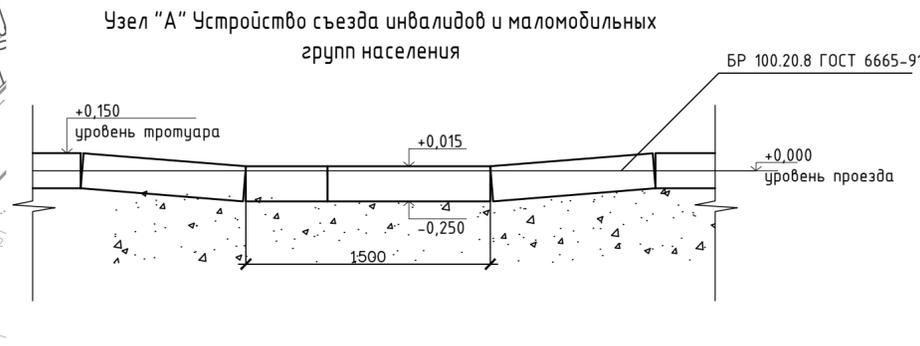 Узел "А" Устройство съезда инвалидов и маломобильных
групп населения
БР 100.20.8 ГОСТ 6665-91
+0,150
уровень тротуара
+0,015
+0,000
уровень проезда
-0,250
1500